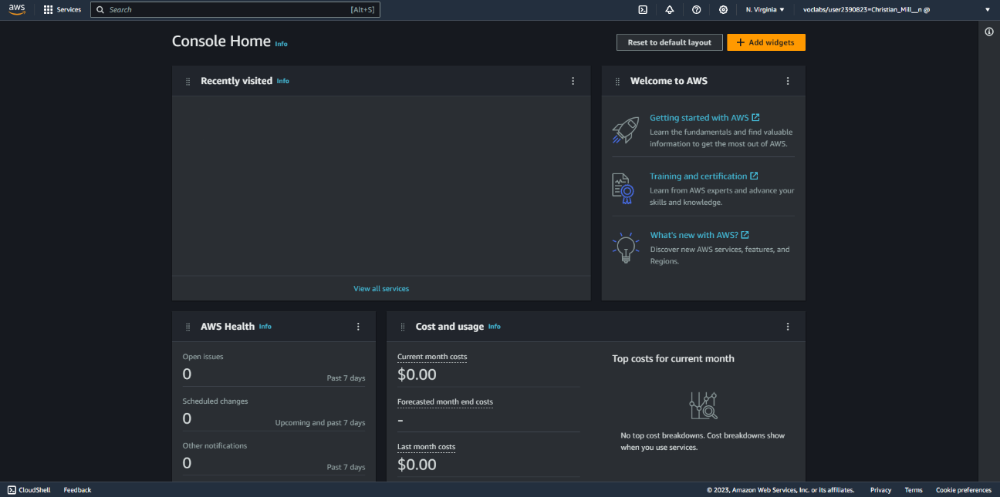 aws
Services
Search
[Alt+S]
N. Virginia
voclabs/user2390823=Christian_Mill__n @
Console Home Info
Reset to default layout
Add widgets
Recently visited Info
View all services
Welcome to AWS
Getting started with AWS
Learn the fundamentals and find valuable
information to get the most out of AWS.
Training and certification
Learn from AWS experts and advance your
skills and knowledge.
What's new with AWS?
Discover new AWS services, features, and
Regions.
AWS Health Info
Open issues
0
Past 7 days
Scheduled changes
0
Upcoming and past 7 days
Other notifications
0
Past 7 days
Cost and usage Info
Current month costs
$0.00
Forecasted month end costs
-
Last month costs
$0.00
Top costs for current month
No top cost breakdowns. Cost breakdowns show
when you use services.
CloudShell
Feedback
© 2023, Amazon Web Services, Inc. or its affiliates.
Privacy
Terms
Cookie preferences